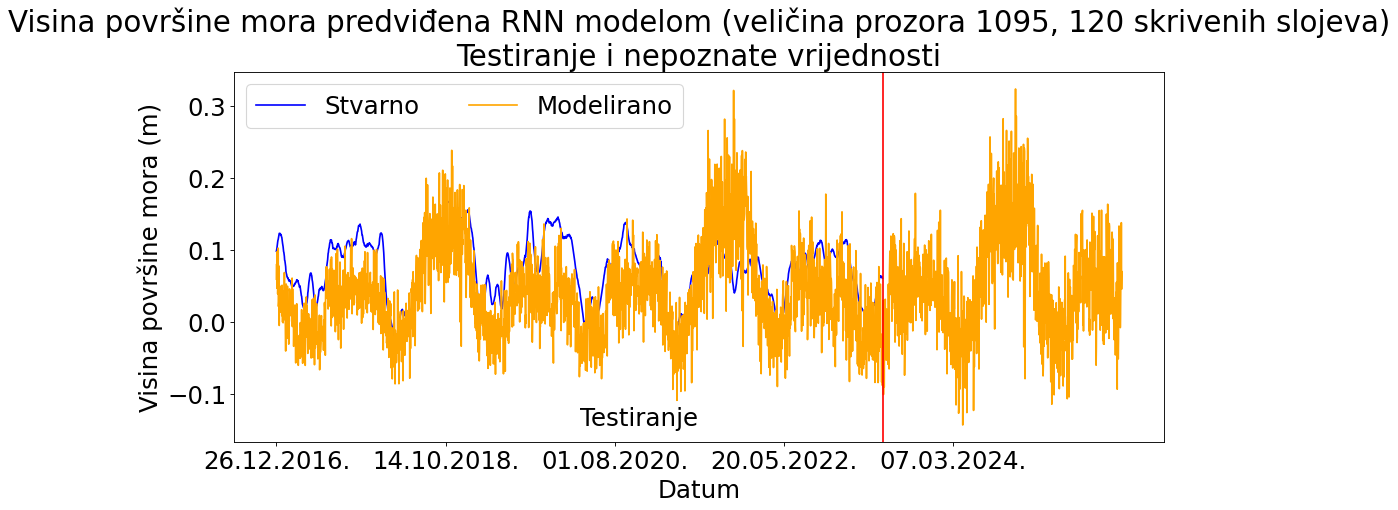 Visina površine mora predviđena RNN modelom (veličina prozora 1095, 120 skrivenih slojeva)
Testiranje i nepoznate vrijednosti
Stvarno
Modelirano
Visina površine mora (m)
0.3
0.2
0.1
0.0
−0.1
Testiranje
26.12.2016.
14.10.2018.
01.08.2020.
20.05.2022.
07.03.2024.
Datum